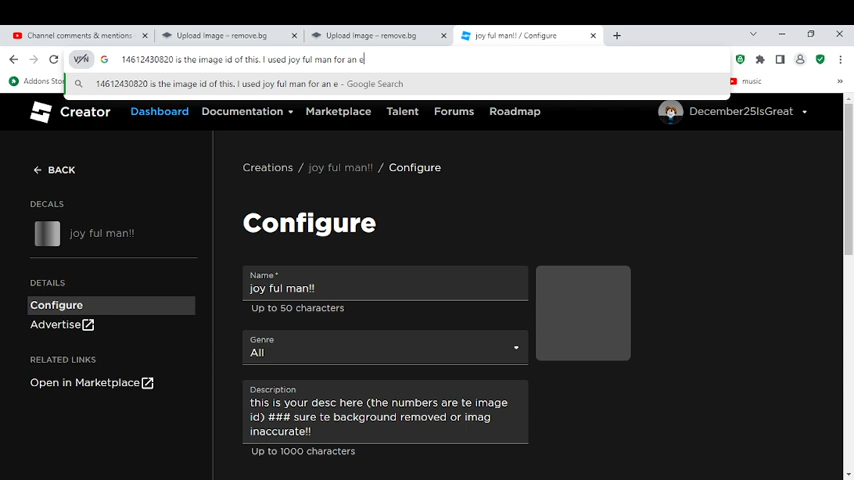 Channel comments & mentions
Upload Image – remove.bg
Upload Image – remove.bg
joy ful man!! / Configure
VPN
14612430820 is the image id of this. I used joy ful man for an e
Addons Sto
14612430820 is the image id of this. I used joy ful man for an e - Google Search
music
Creator
Dashboard
Documentation
Marketplace
Talent
Forums
Roadmap
December25IsGreat
BACK
Creations / joy ful man!! / Configure
DECALS
joy ful man!!
Configure
DETAILS
Configure
Advertise
RELATED LINKS
Open in Marketplace
Name*
joy ful man!!
Up to 50 characters
Genre
All
Description
this is your desc here (the numbers are te image
id) ### sure te background removed or imag
inaccurate!!
Up to 1000 characters